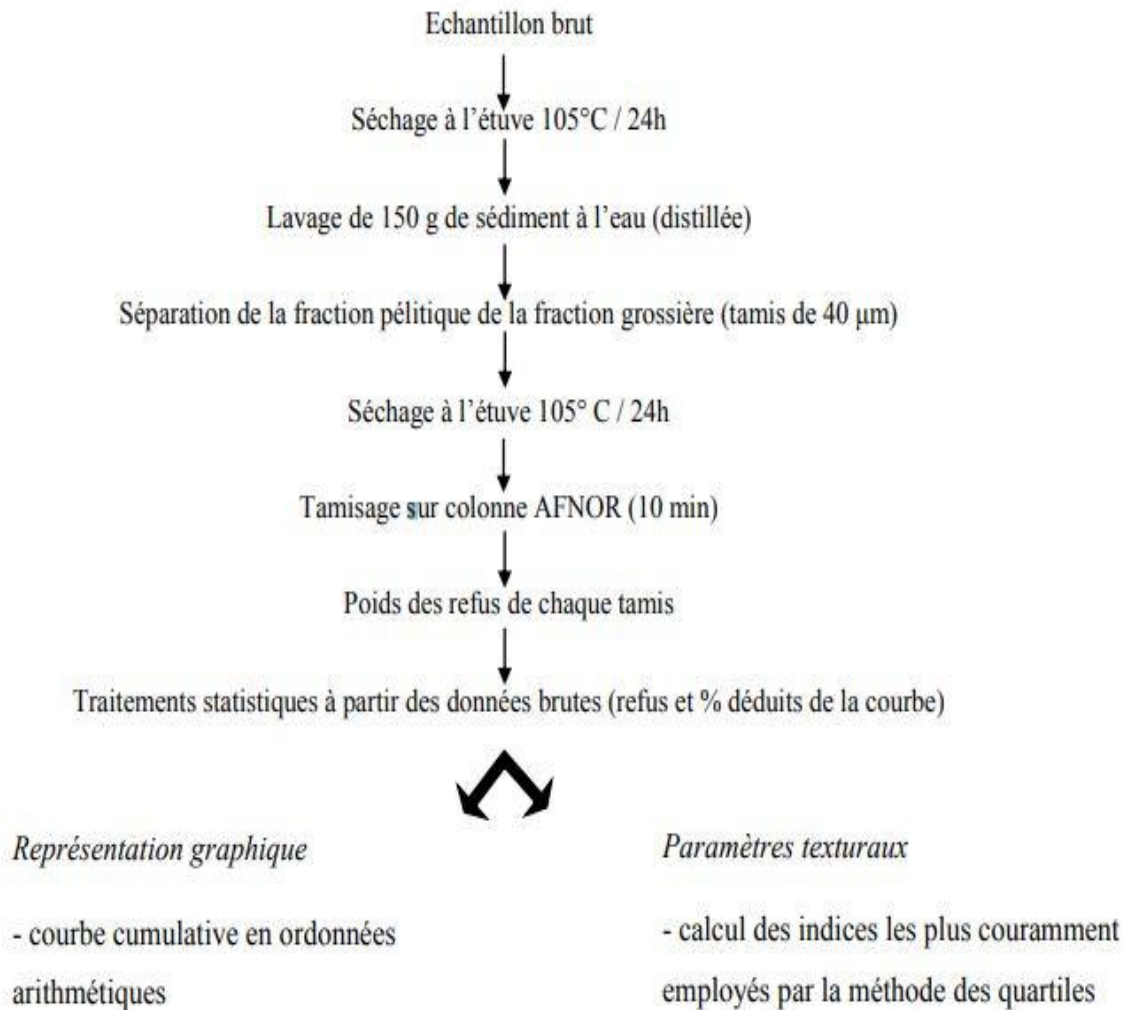 Echantillon brut
Séchage à l'étuve 105°C / 24h
Lavage de 150 g de sédiment à l'eau (distillée)
Séparation de la fraction pélitique de la fraction grossière (tamis de 40 μm)
Séchage à l'étuve 105° C / 24h
Tamisage sur colonne AFNOR (10 min)
Poids des refus de chaque tamis
Traitements statistiques à partir des données brutes (refus et % déduits de la courbe)
Représentation graphique
- courbe cumulative en ordonnées
arithmétiques
Paramètres texturaux
- calcul des indices les plus couramment
employés par la méthode des quartiles